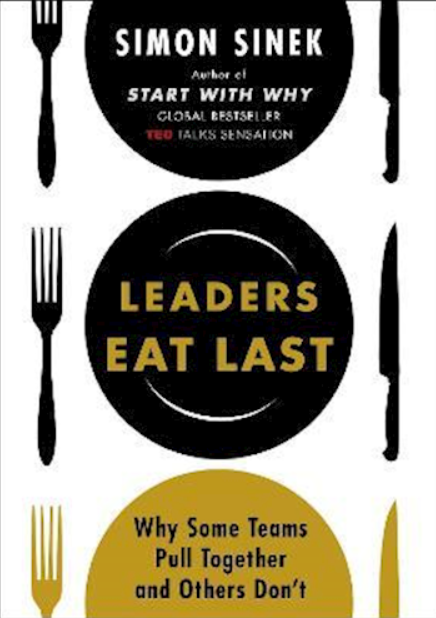 SIMON SINEK
Author of
START WITH WHY
GLOBAL BESTSELLER
TED TALKS SENSATION
LEADERS
EAT LAST
Why Some Teams
Pull Together
and Others Don't